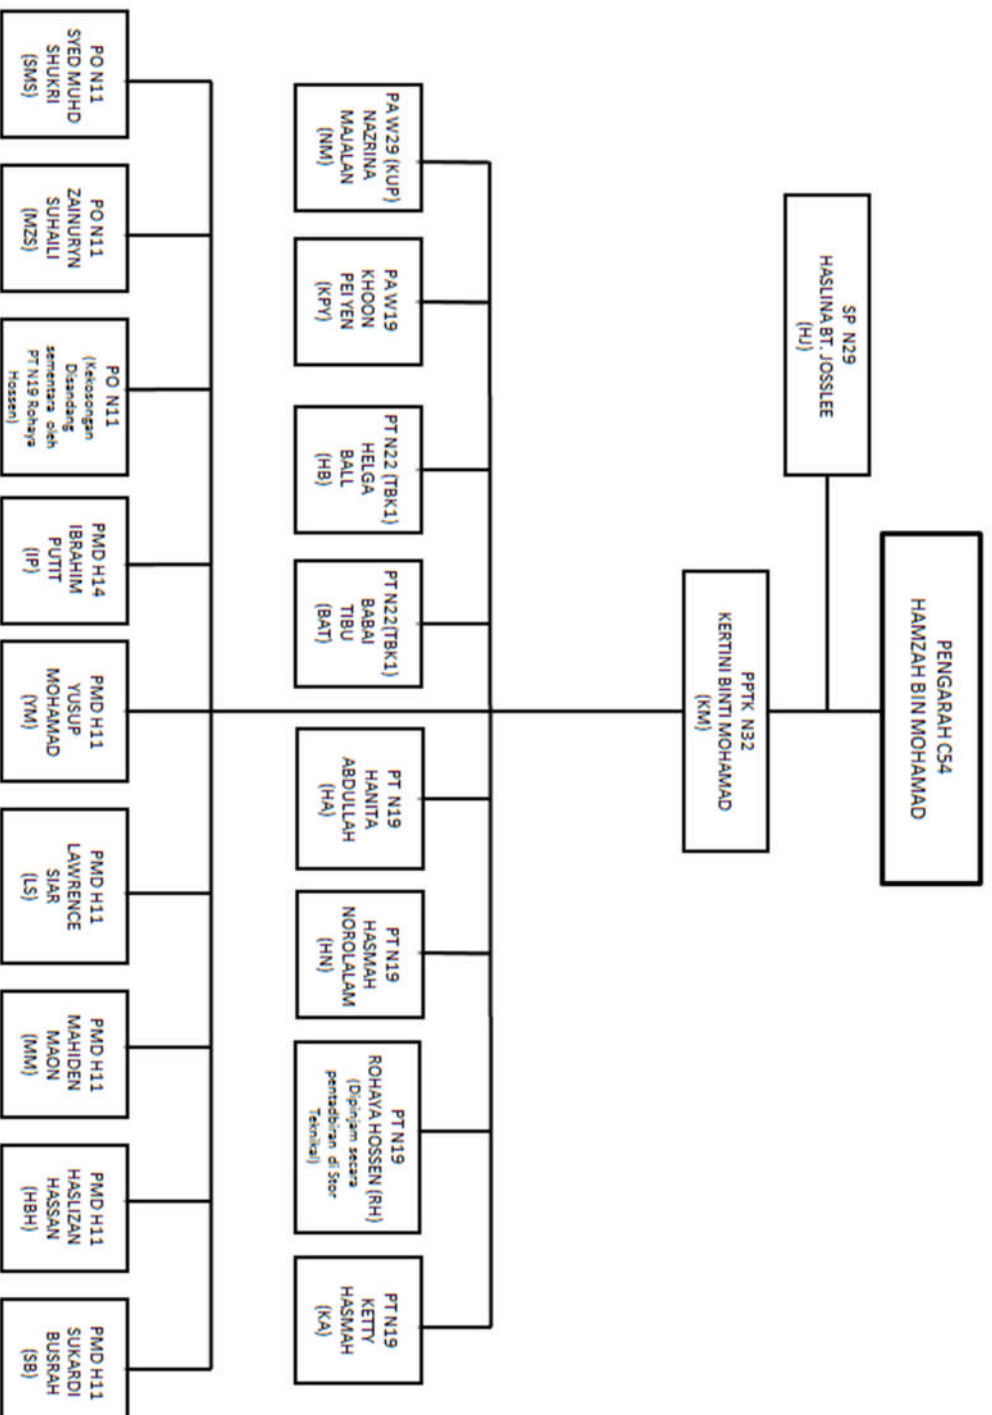 PENGARAH C54
HAMZAH BIN MOHAMAD
SP N29
HASLINA BT. JOSSLEE
(HJ)
PPTK N32
KERTINI BINTI MOHAMAD
(KM)
PA W29 (KUP)
NAZRINA
MAJALAN
(NM)
PA W19
KHOON
PEI YEN
(KPY)
PT N22 (TBK1)
HELGA
BALL
(HB)
PT N22(TBK1)
BABAI
TIBU
(BAT)
PT N19
HANITA
ABDULLAH
(HA)
PT N19
HASMAH
NOROLALAM
(HN)
PT N19
ROHAYA HOSSEN (RH)
(Dipinjam secara
pentadbiran di Stor
Teknikal)
PT N19
KETTY
HASMAH
(KA)
PO N11
SYED MUHD
SHUKRI
(SMS)
PO N11
ZAINURYN
SUHAILI
(MZS)
PO N11
(Kekosongan
Disandang
sementara oleh
PT N19 Rohaya
Hossen)
PMD H14
IBRAHIM
PUTIT
(IP)
PMD H11
YUSUP
MOHAMAD
(YM)
PMD H11
LAWRENCE
SIAR
(LS)
PMD H11
MAHIDEN
MAON
(MM)
PMD H11
HASLIZAN
HASSAN
(HBH)
PMD H11
SUKARDI
BUSRAH
(SB)